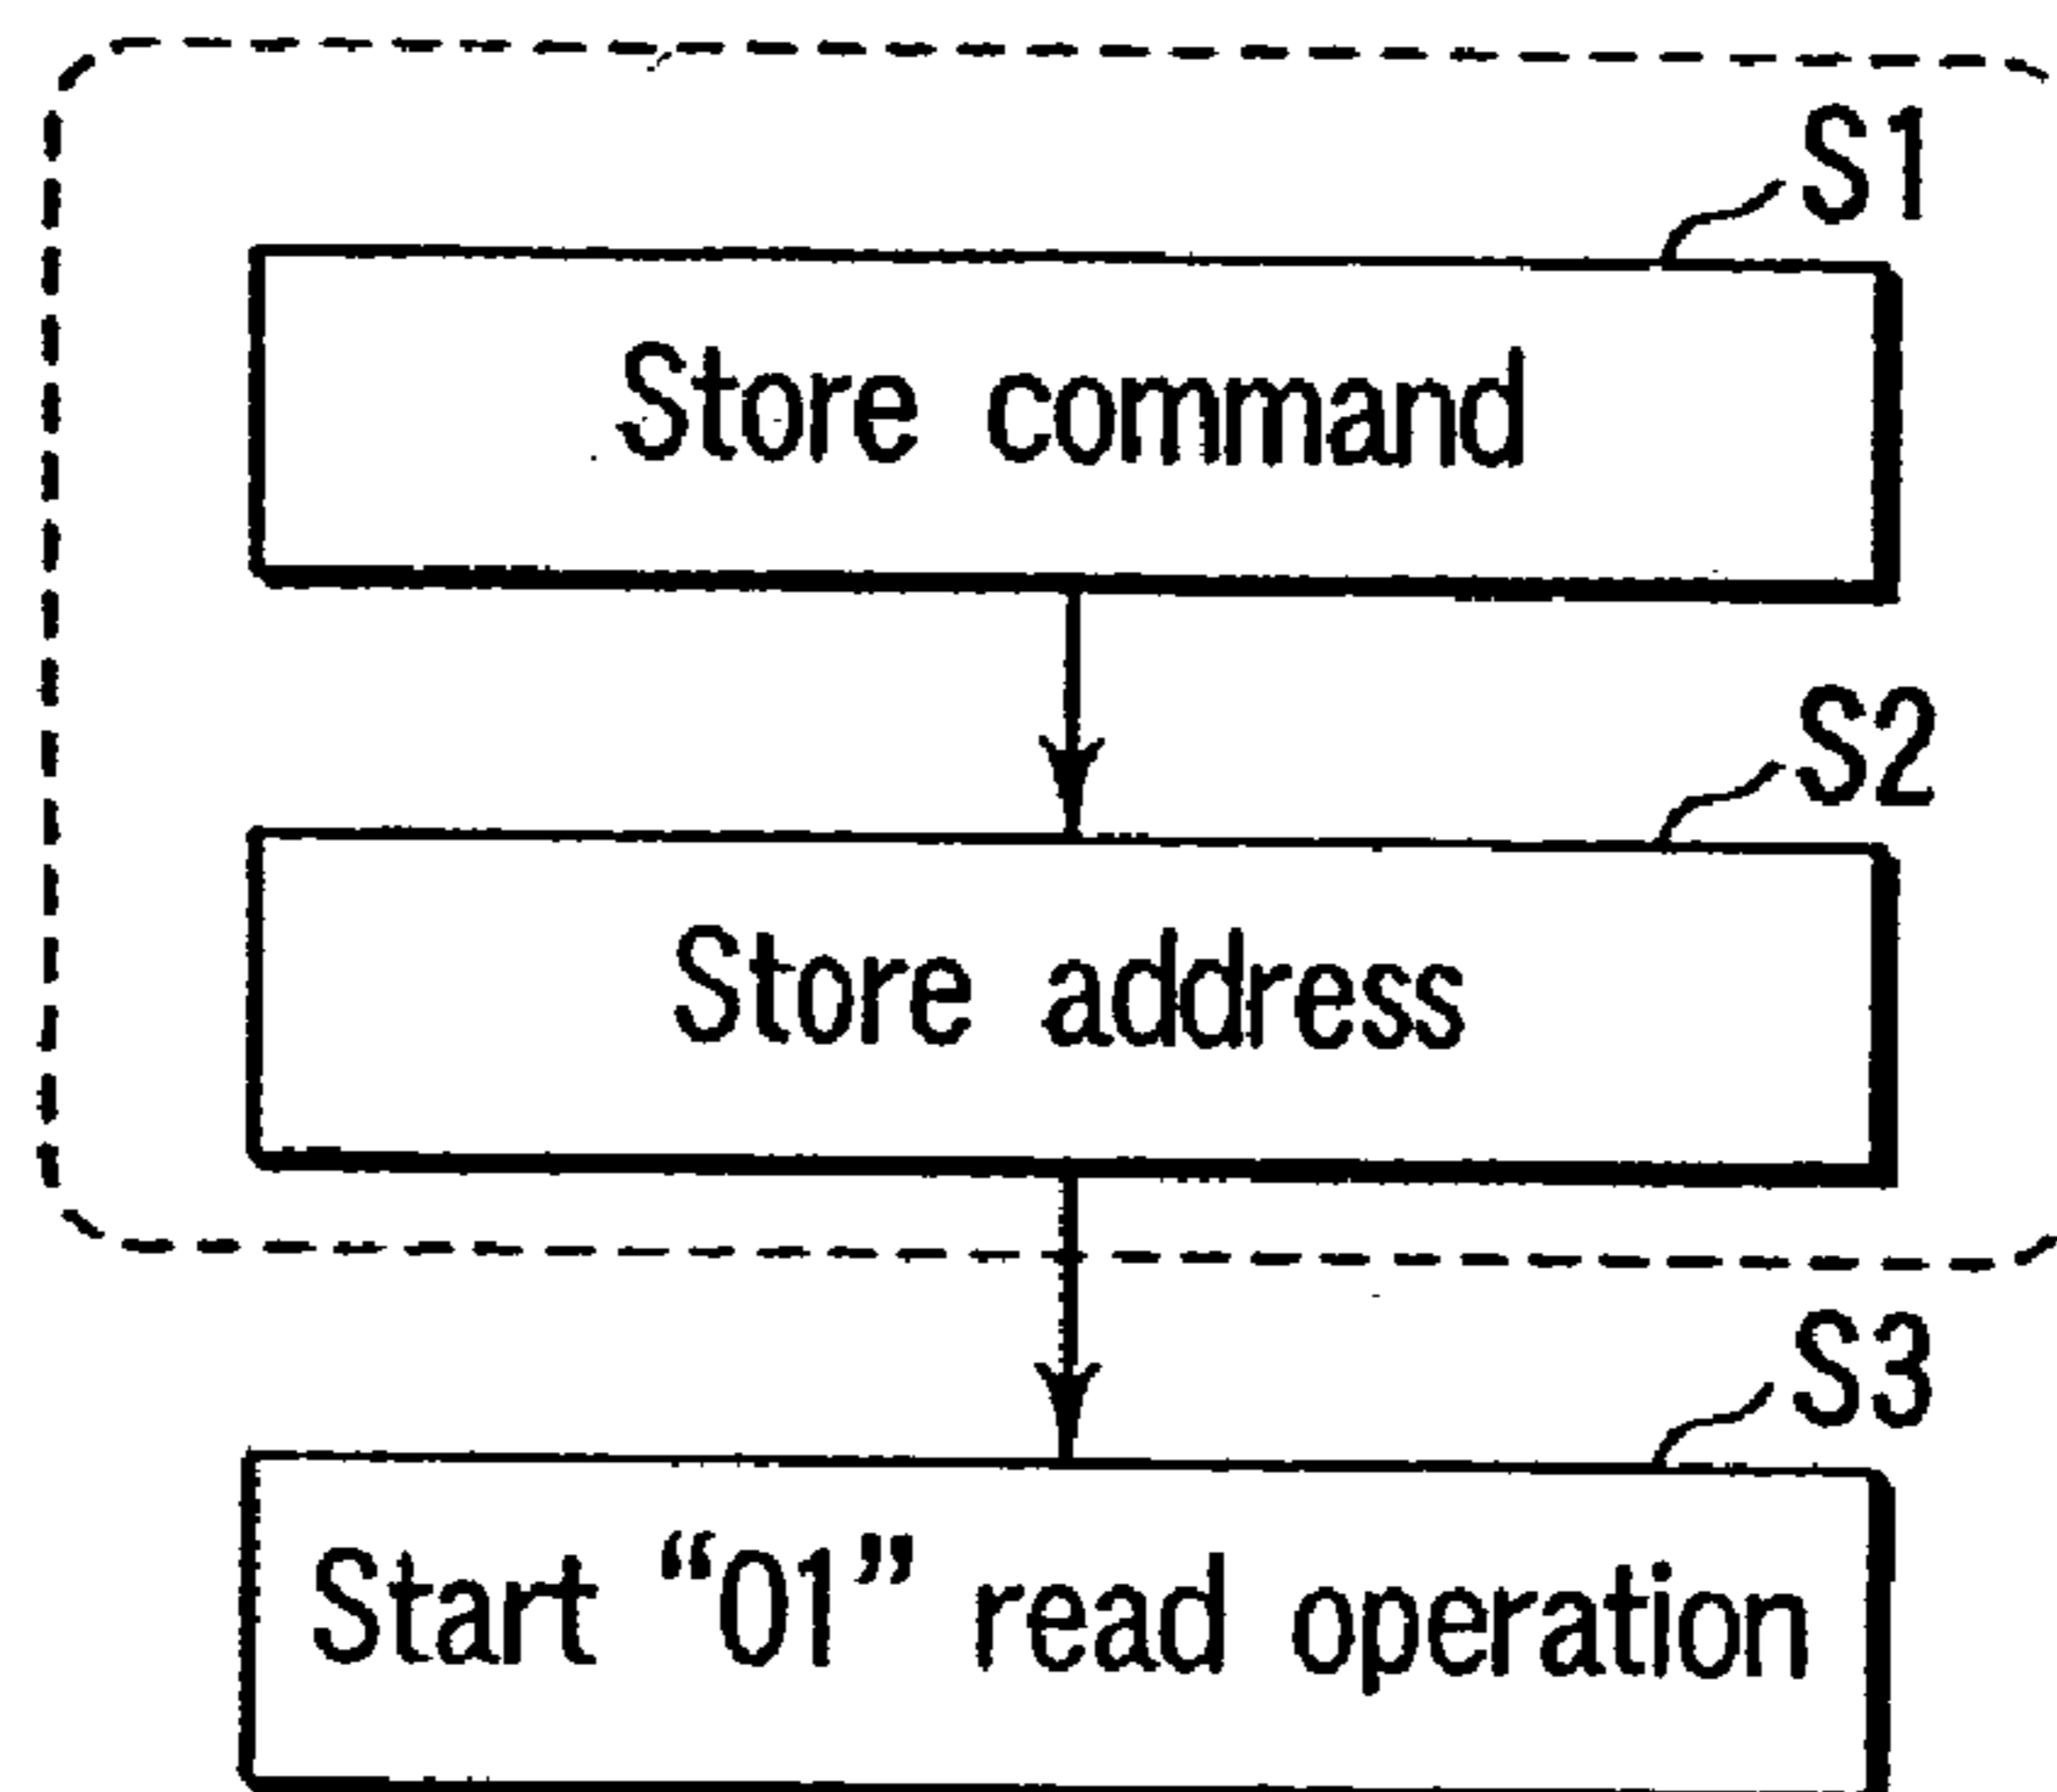 S1
Store command
S2
Store address
S3
Start “01” read operation